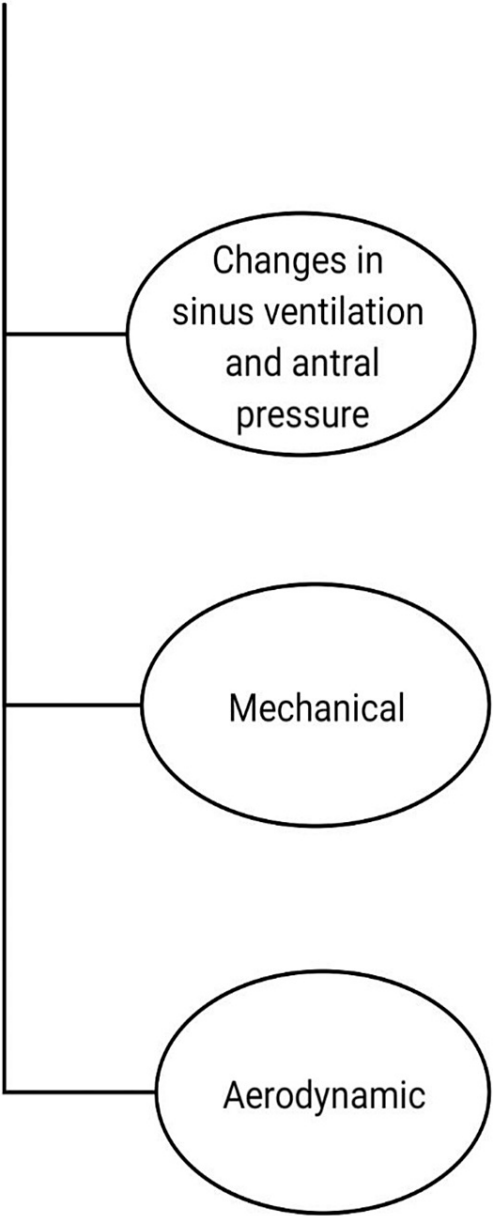 Changes in
sinus ventilation
and antral
pressure
Mechanical
Aerodynamic